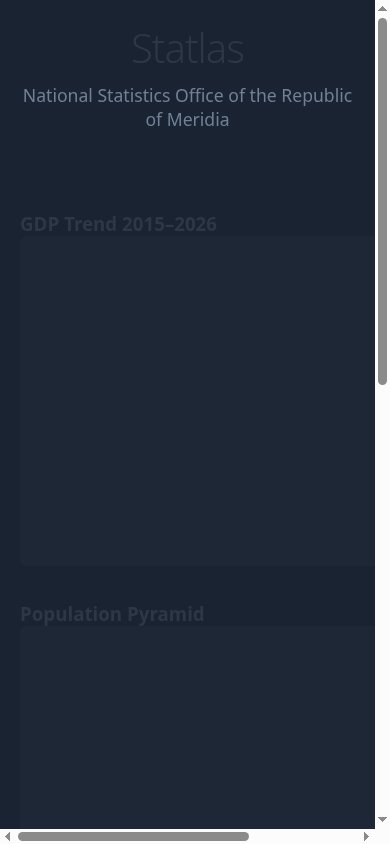 Statlas
National Statistics Office of the Republic
of Meridia
GDP Trend 2015–2026
Population Pyramid